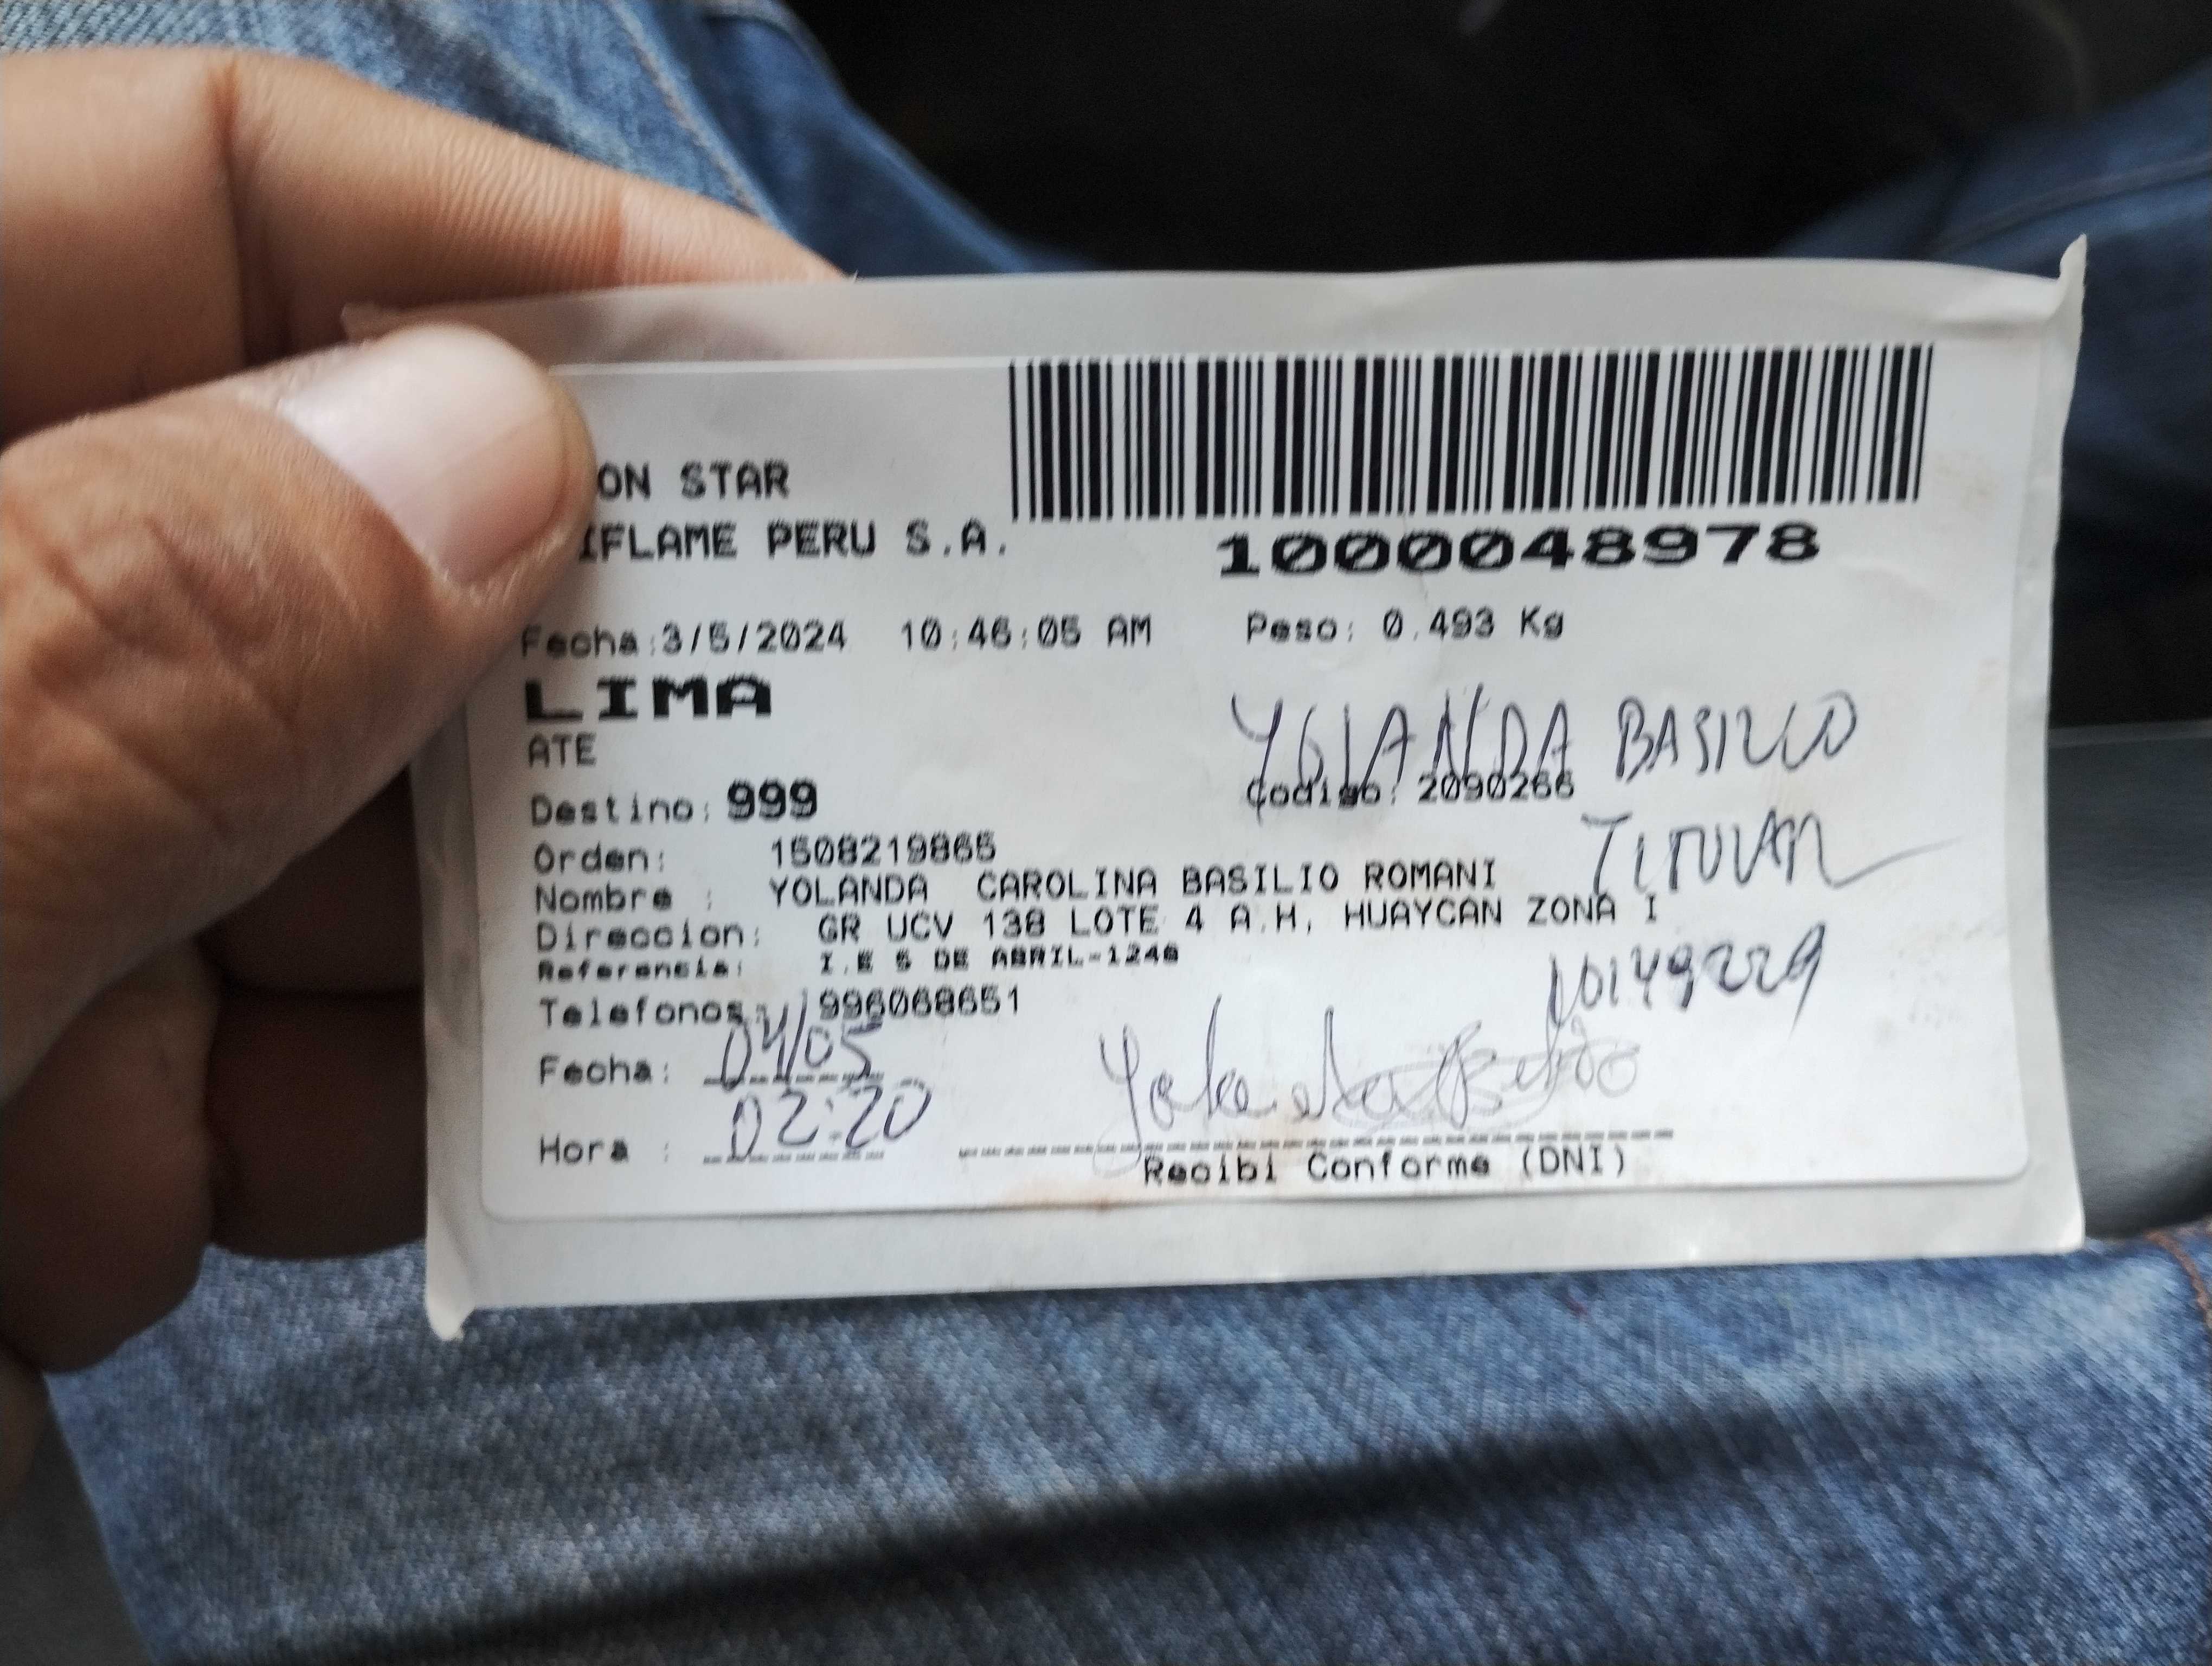 ON STAR
IFLAME PERU S.A.
1000048978
Fecha:3/5/2024 10:46:05 AM Peso: 0.493 Kg
LIMA
YOLANDA BASILIO
ATE
Destino: 999 Codigo: 2090266
TITULAR
Orden: 1508219865
Nombre : YOLANDA CAROLINA BASILIO ROMANI
Direccion: GR UCV 138 LOTE 4 A.H. HUAYCAN ZONA I
Referencia: I.E 5 DE ABRIL-1248
10149229
Telefonos: 996068651
Fecha: 04/05
Hora : 02:20
Recibi Conforme (DNI)